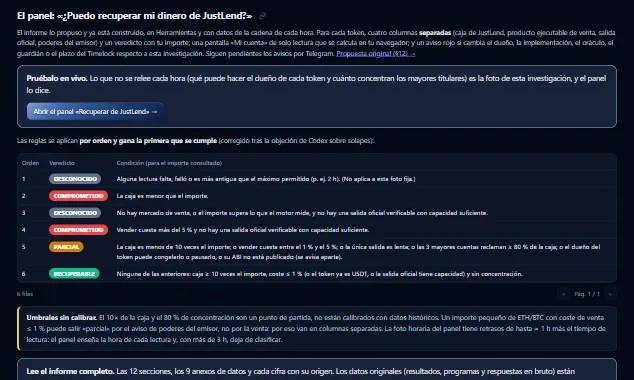 El panel: «¿Puedo recuperar mi dinero de JustLend?»
El informe lo propuso y ya está construido, en Herramientas y con datos de la cadena de cada hora. Para cada token, cuatro columnas separadas (caja de JustLend, producto ejecutable de venta, salida
oficial, poderes del emisor) y un veredicto con tu importe; una pantalla «Mi cuenta» de solo lectura que se calcula en tu navegador; y un aviso rojo si cambia el dueño, la implementación, el oráculo, el
guardián o el plazo del Timelock respecto a esta investigación. Siguen pendientes los avisos por Telegram. Propuesta original (§12) →
Pruébalo en vivo. Lo que no se relee cada hora (qué puede hacer el dueño de cada token y cuánto concentran los mayores titulares) es la foto de esta investigación, y el panel
lo dice.
Abrir el panel «Recuperar de JustLend» →
Las reglas se aplican por orden y gana la primera que se cumple (corregido tras la objeción de Codex sobre solapes):
Orden Veredicto Condición (para el importe consultado)
1 DESCONOCIDO Alguna lectura falta, falló o es más antigua que el máximo permitido (p. ej. 2 h). (No aplica a esta foto fija.)
2 COMPROMETIDO La caja es menor que el importe.
3 DESCONOCIDO No hay mercado de venta, o el importe supera lo que el motor mide, y no hay una salida oficial verificable con capacidad suficiente.
4 COMPROMETIDO Vender cuesta más del 5 % y no hay una salida oficial verificable con capacidad suficiente.
5 PARCIAL La caja es menos de 10 veces el importe; o vender cuesta entre el 1 % y el 5 %; o la única salida es lenta; o las 3 mayores cuentas reclaman ≥ 80 % de la caja; o el dueño del
token puede congelarlo o pausarlo, o su ABI no está publicado (se avisa aparte).
6 RECUPERABLE Ninguna de las anteriores: caja ≥ 10 veces el importe, coste ≤ 1 % (o el token ya es USDT, o la salida oficial tiene capacidad) y sin concentración.
6 filas ‹ Pág. 1 / 1 ›
Umbrales sin calibrar. El 10× de la caja y el 80 % de concentración son un punto de partida, no están calibrados con datos históricos. Un importe pequeño de ETH/BTC con coste de venta
≤ 1 % puede salir «parcial» por el aviso de poderes del emisor, no por la venta: por eso van en columnas separadas. La foto horaria del panel tiene retrasos de hasta ≈ 1 h más el tiempo de
lectura: el panel enseña la hora de cada lectura y, con más de 3 h, deja de clasificar.
Lee el informe completo. Las 12 secciones, los 9 anexos de datos y cada cifra con su origen. Los datos originales (resultados, programas y respuestas en bruto) están